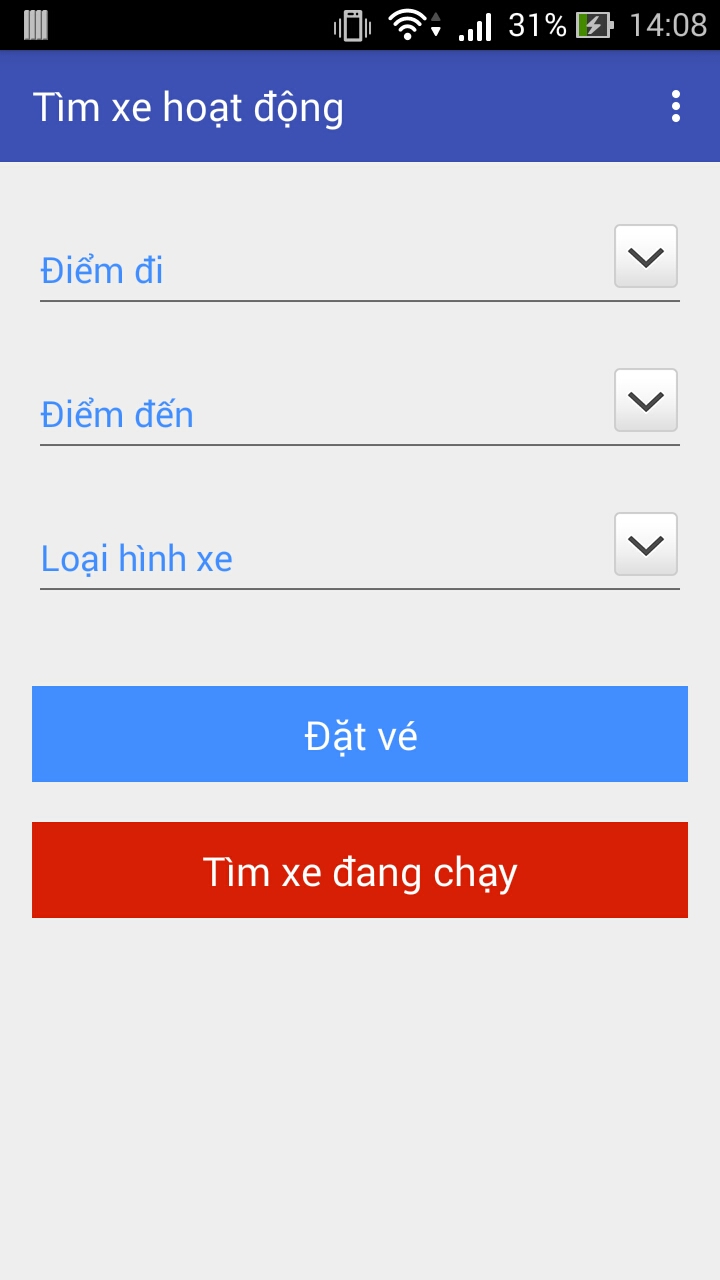 31% 14:08
Tìm xe hoạt động
Điểm đi
Điểm đến
Loại hình xe
Đặt vé
Tìm xe đang chạy